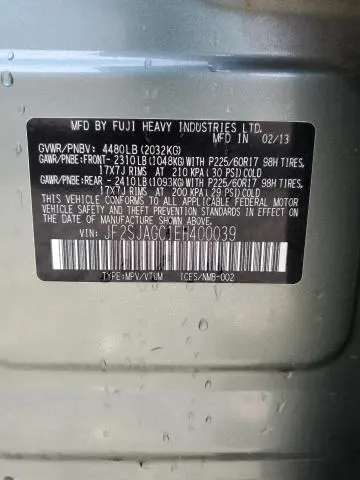 MFD BY FUJI HEAVY INDUSTRIES LTD.
MFD IN 02/13
GVWR/PNBV: 4480LB (2032KG)
GAWR/PNBE:FRONT- 2310LB (1048KG) WITH P225/60R17 98H TIRES,
17X7J RIMS AT 210 KPA ( 30 PSI) COLD
GAWR/PNBE:REAR - 2410LB (1093KG) WITH P225/60R17 98H TIRES,
17X7J RIMS AT 200 KPA ( 29 PSI) COLD
THIS VEHICLE CONFORMS TO ALL APPLICABLE FEDERAL
MOTOR VEHICLE SAFETY, BUMPER, AND THEFT PREVENTION
STANDARDS IN EFFECT ON THE DATE OF MANUFACTURE SHOWN ABOVE.
VIN: JF2SJAGC1EH400039
TYPE:MPV/VTUM ICES/NMB-002